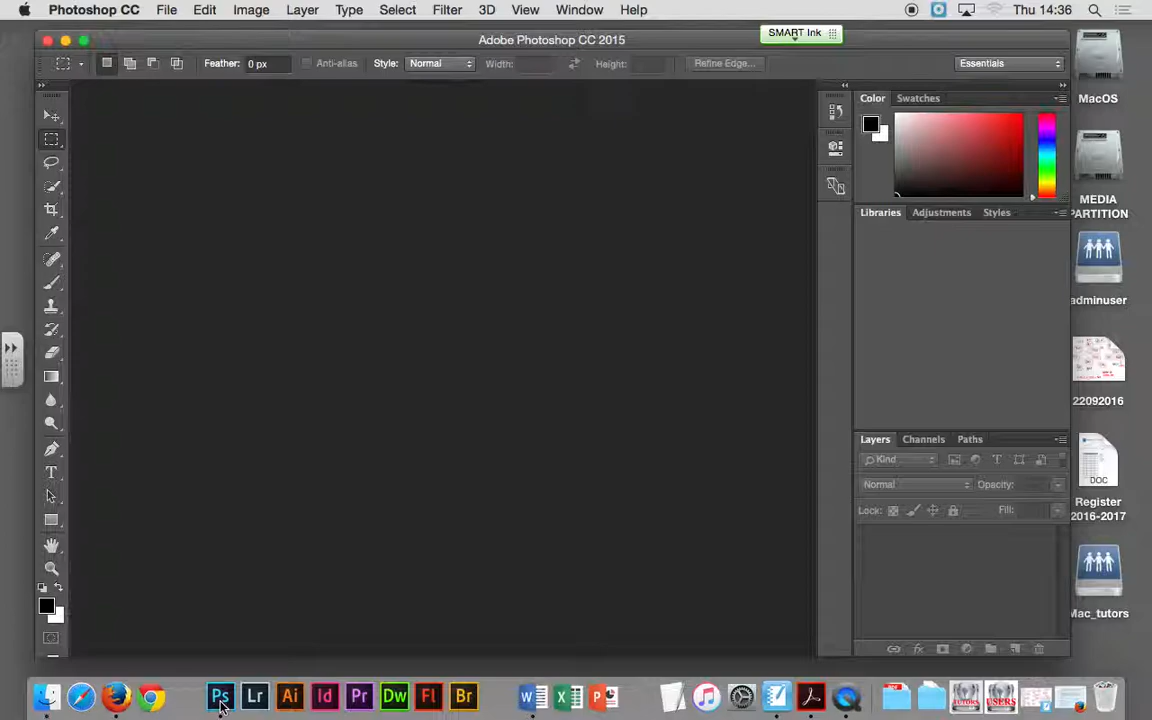 Photoshop CC File Edit Image Layer Type Select Filter 3D View Window Help Thu 14:36
SMART Ink
Adobe Photoshop CC 2015
Feather: 0 px Anti-alias Style: Normal Width: Height: Refine Edge... Essentials
Color Swatches
MacOS
MEDIA
PARTITION
Libraries Adjustments Styles
adminuser
22092016
Layers Channels Paths
Kind
Normal Opacity:
Lock: Fill:
DOC
Register
2016-2017
Mac_tutors
Ps Lr Ai Id Pr Dw Fl Br
TUTORS
USERS